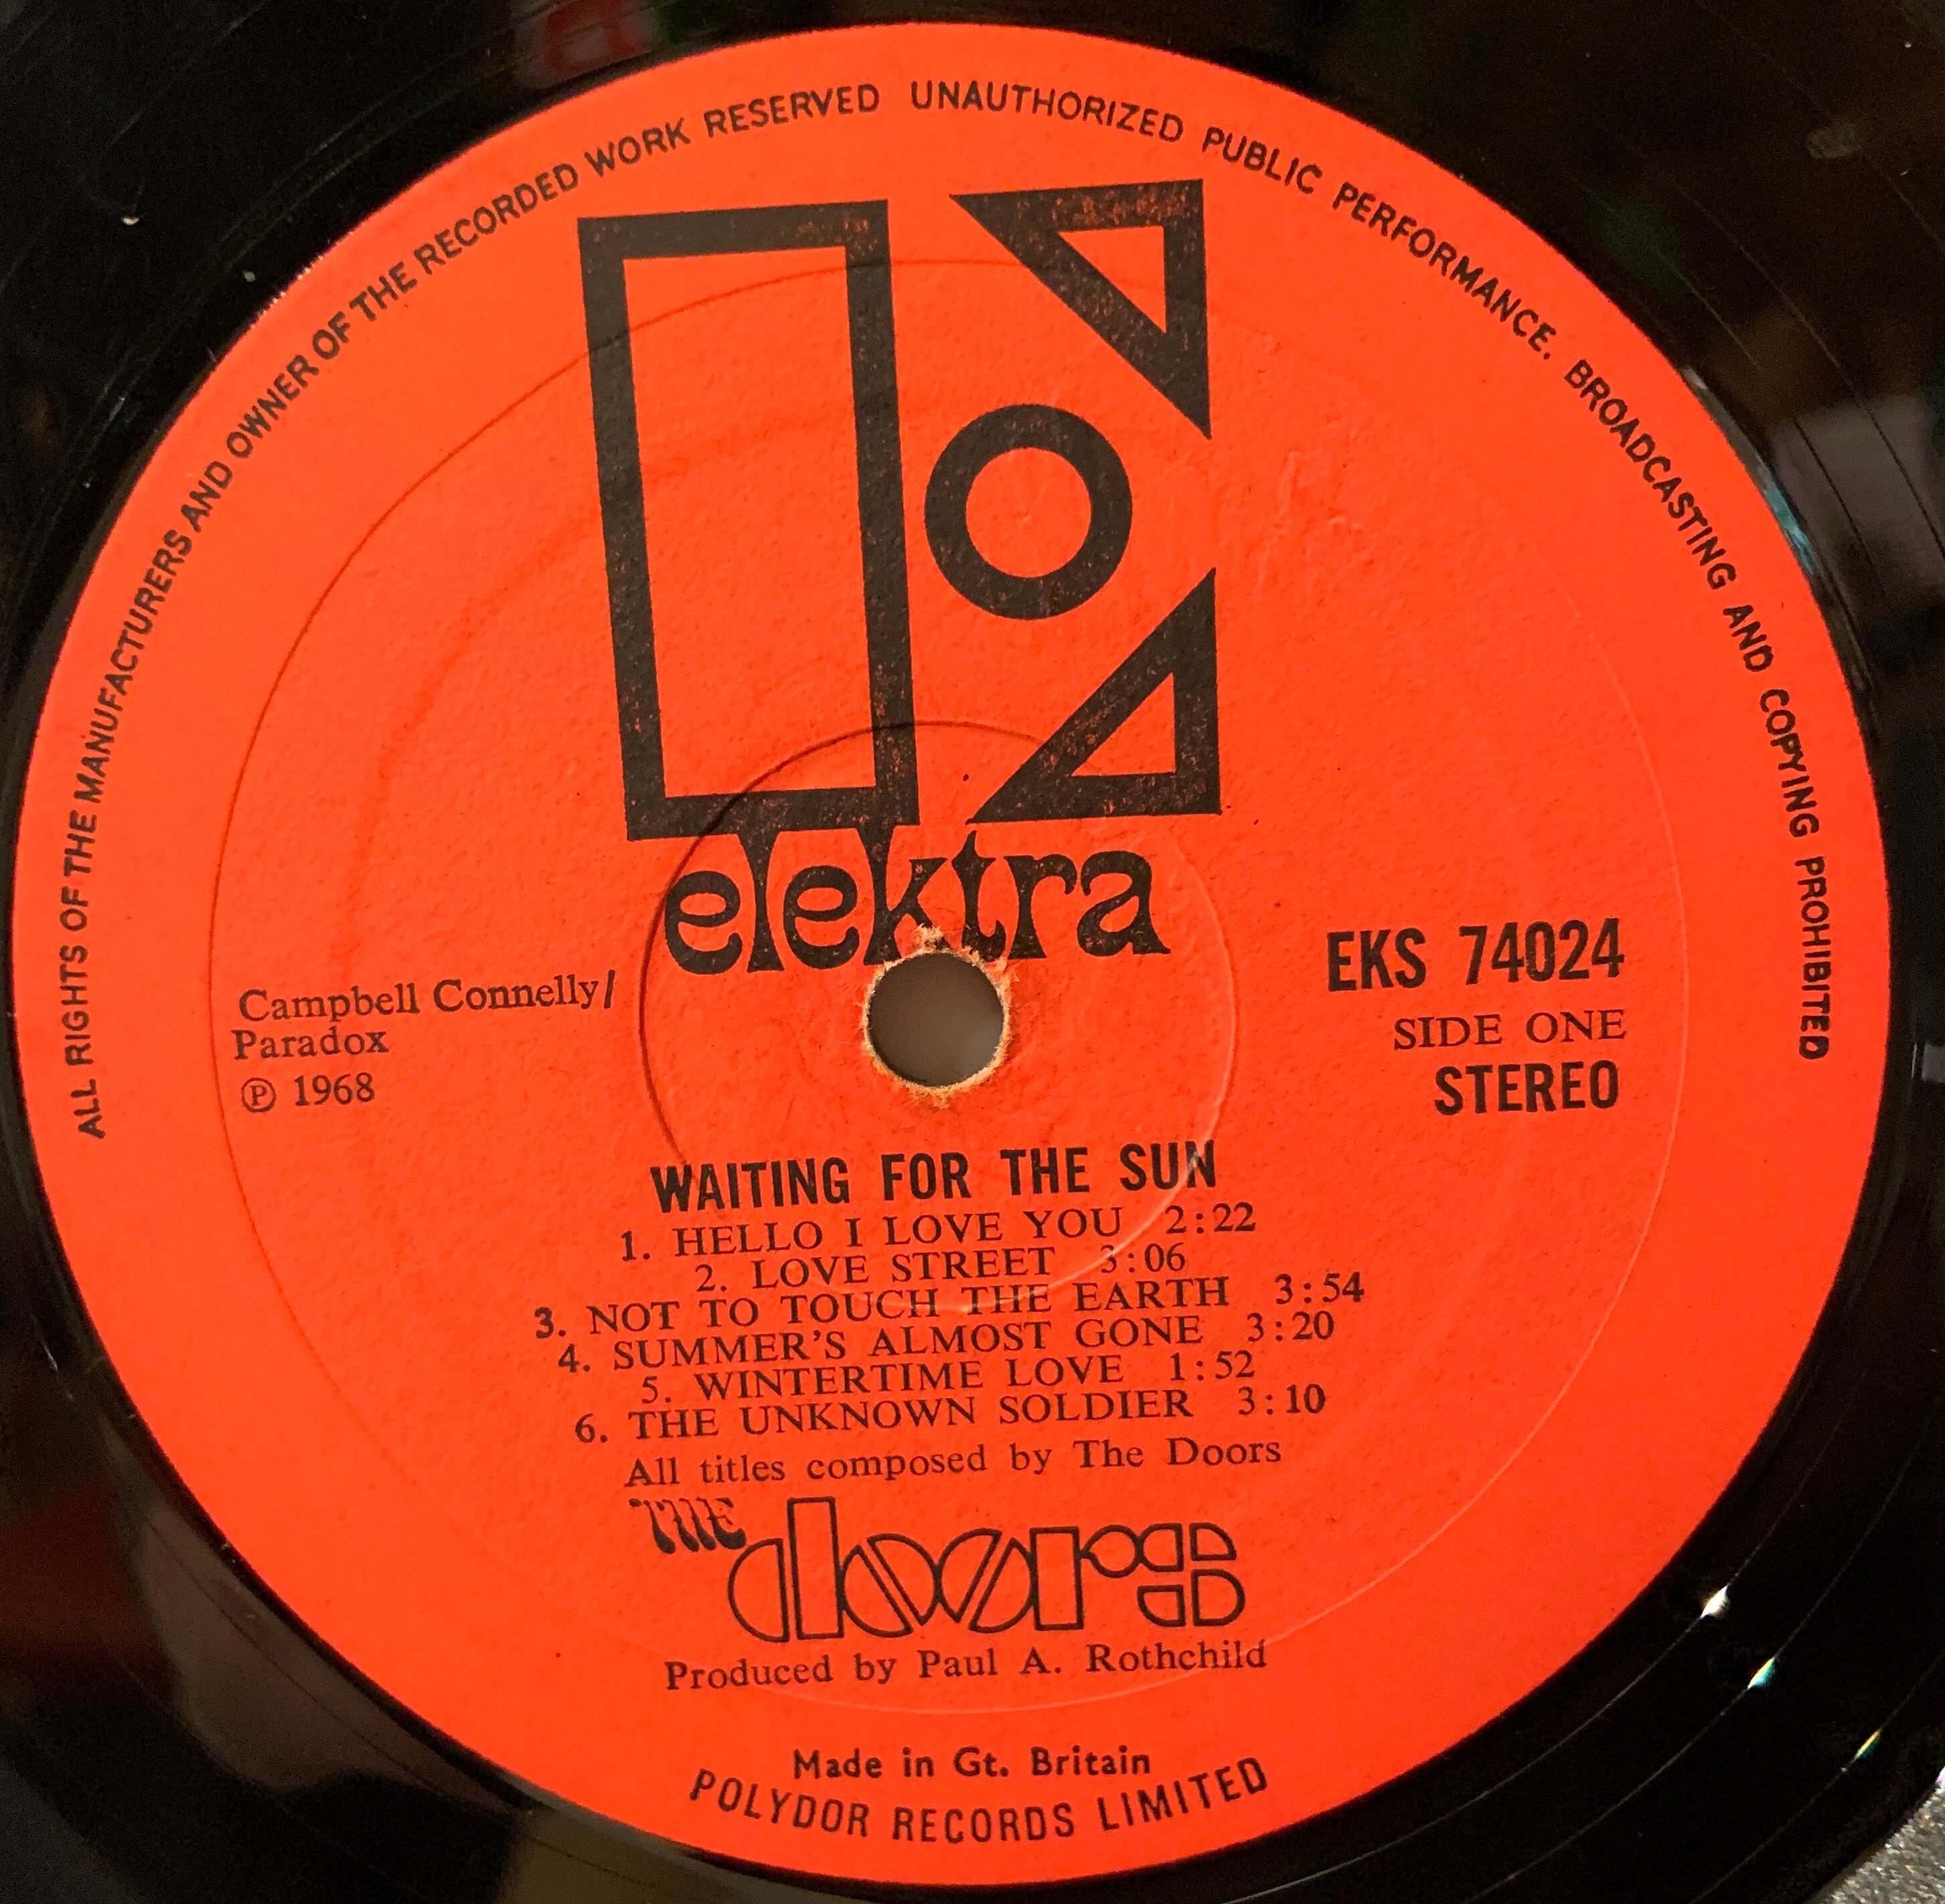 ALL RIGHTS OF THE MANUFACTURERS AND OWNER OF THE RECORDED WORK RESERVED UNAUTHORIZED PUBLIC PERFORMANCE. BROADCASTING AND COPYING PROHIBITED
elektra
Campbell Connelly/
Paradox
℗ 1968
EKS 74024
SIDE ONE
STEREO
WAITING FOR THE SUN
1. HELLO I LOVE YOU 2:22
2. LOVE STREET 3:06
3. NOT TO TOUCH THE EARTH 3:54
4. SUMMER'S ALMOST GONE 3:20
5. WINTERTIME LOVE 1:52
6. THE UNKNOWN SOLDIER 3:10
All titles composed by The Doors
THE doors
Produced by Paul A. Rothchild
Made in Gt. Britain
POLYDOR RECORDS LIMITED